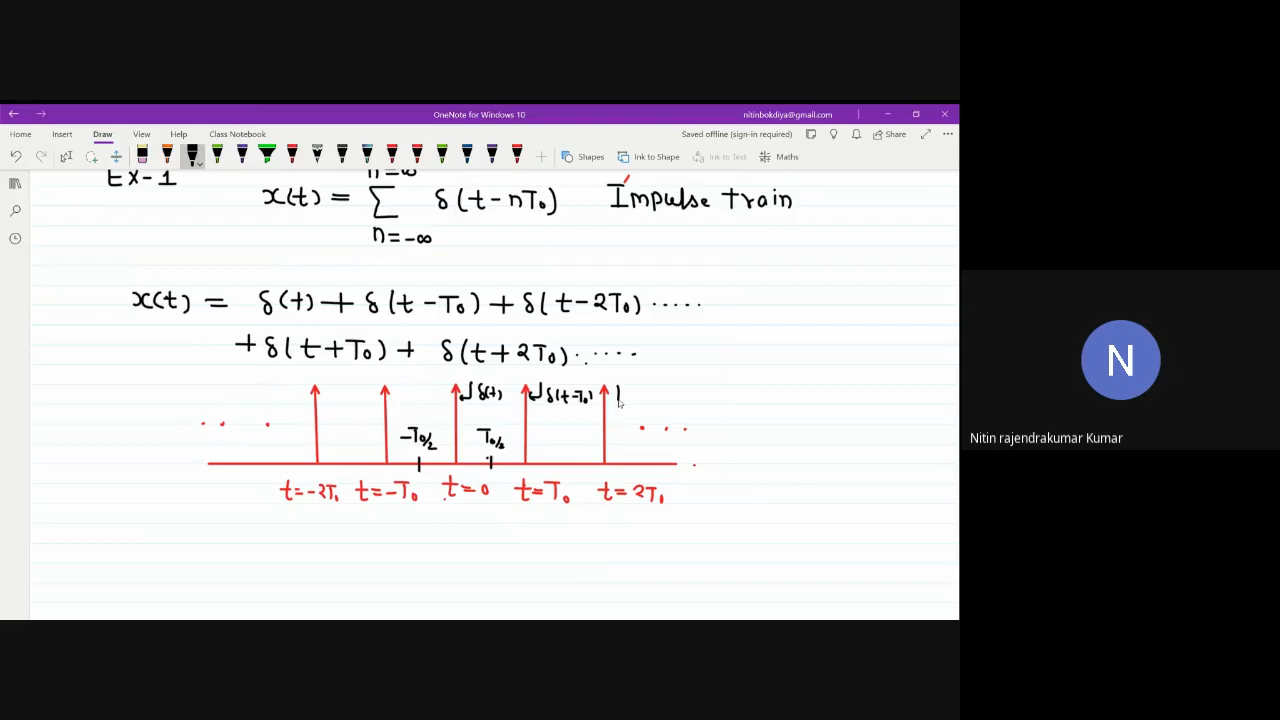 OneNote for Windows 10
nitinbokdiya@gmail.com
Home Insert Draw View Help Class Notebook
Saved offline (sign-in required) Share
Shapes Ink to Shape Ink to Text Maths
Ex-1
n=∞
x(t) = ∑ δ(t-nT₀) Impulse train
n=-∞
x(t) = δ(t) + δ(t-T₀) + δ(t-2T₀) .....
+ δ(t+T₀) + δ(t+2T₀) .....
δ(t) δ(t-T₀)
-T₀/2 T₀/2
t=-2T₀ t=-T₀ t=0 t=T₀ t=2T₀
N
Nitin rajendrakumar Kumar